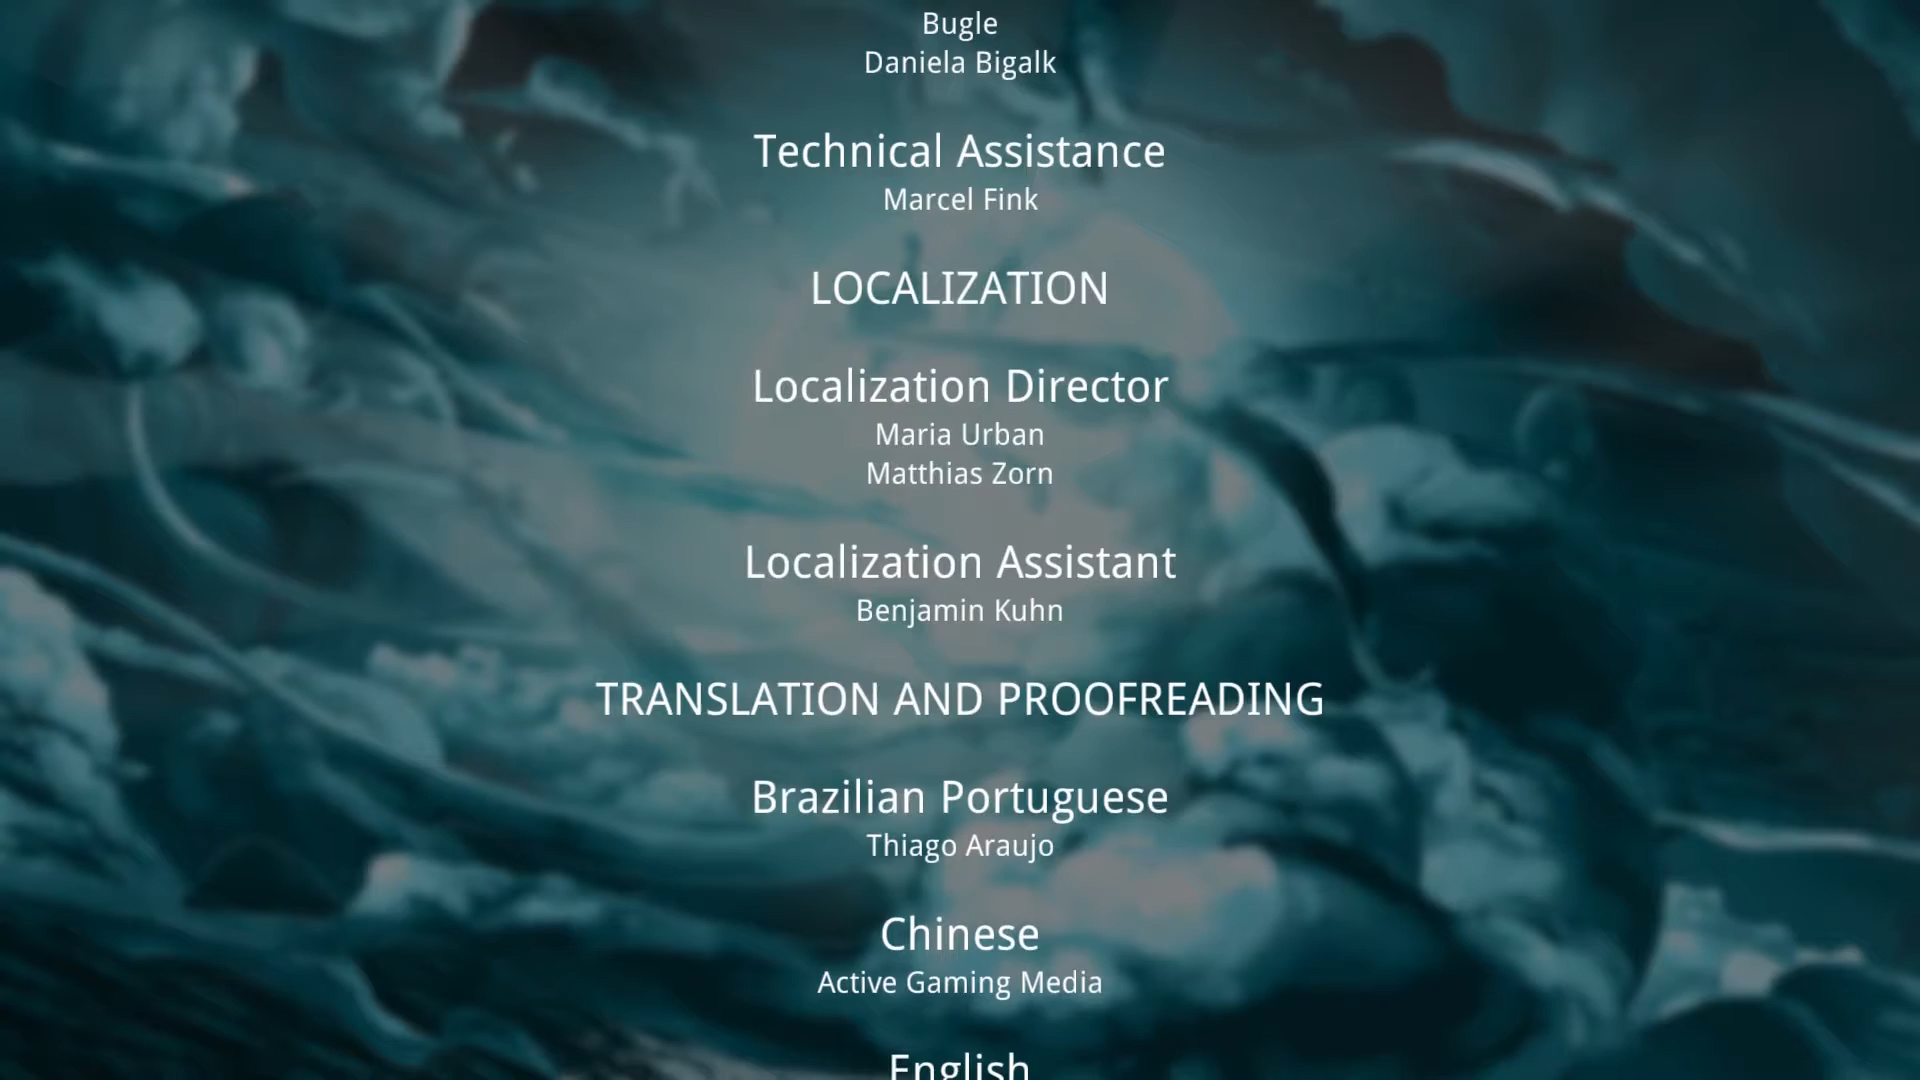 Bugle
Daniela Bigalk
Technical Assistance
Marcel Fink
LOCALIZATION
Localization Director
Maria Urban
Matthias Zorn
Localization Assistant
Benjamin Kuhn
TRANSLATION AND PROOFREADING
Brazilian Portuguese
Thiago Araujo
Chinese
Active Gaming Media
English